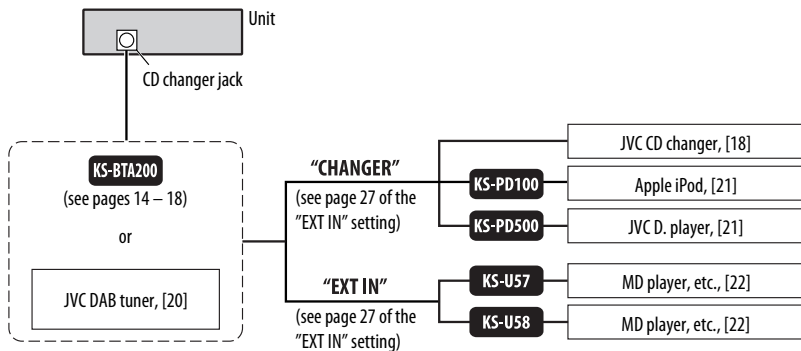 Unit
CD changer jack
KS-BTA200
(see pages 14 – 18)
or
JVC DAB tuner, [20]
"CHANGER"
(see page 27 of the
"EXT IN" setting)
JVC CD changer, [18]
KS-PD100
Apple iPod, [21]
KS-PD500
JVC D. player, [21]
"EXT IN"
(see page 27 of the
"EXT IN" setting)
KS-U57
MD player, etc., [22]
KS-U58
MD player, etc., [22]